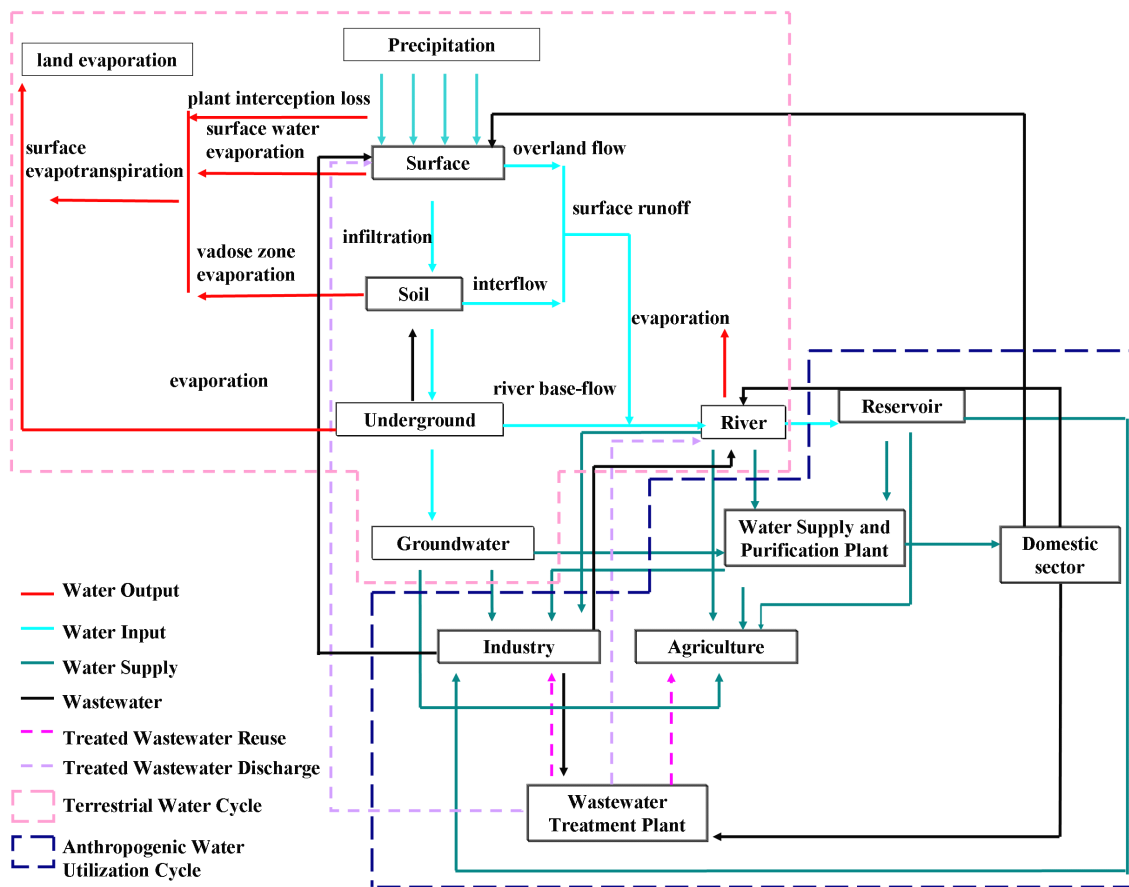 Precipitation
land evaporation
plant interception loss
surface water
evaporation
overland flow
surface
evapotranspiration
Surface
surface runoff
infiltration
vadose zone
evaporation
interflow
Soil
evaporation
evaporation
river base-flow
Reservoir
Underground
River
Water Supply and
Purification Plant
Groundwater
Domestic
sector
Water Output
Water Input
Industry
Agriculture
Water Supply
Wastewater
Treated Wastewater Reuse
Treated Wastewater Discharge
Terrestrial Water Cycle
Wastewater
Treatment Plant
Anthropogenic Water
Utilization Cycle